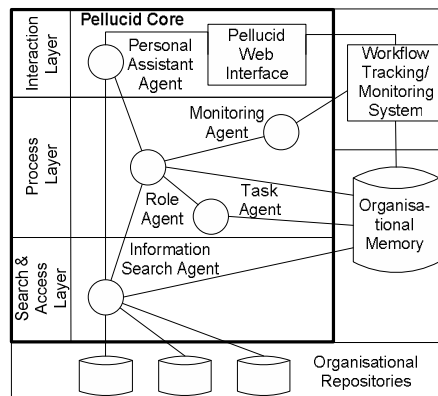 Pellucid Core
Interaction
Layer
Personal
Assistant
Agent
Pellucid
Web
Interface
Workflow
Tracking/
Monitoring
System
Process
Layer
Monitoring
Agent
Role
Agent
Task
Agent
Organisa-
tional
Memory
Search &
Access
Layer
Information
Search Agent
Organisational
Repositories